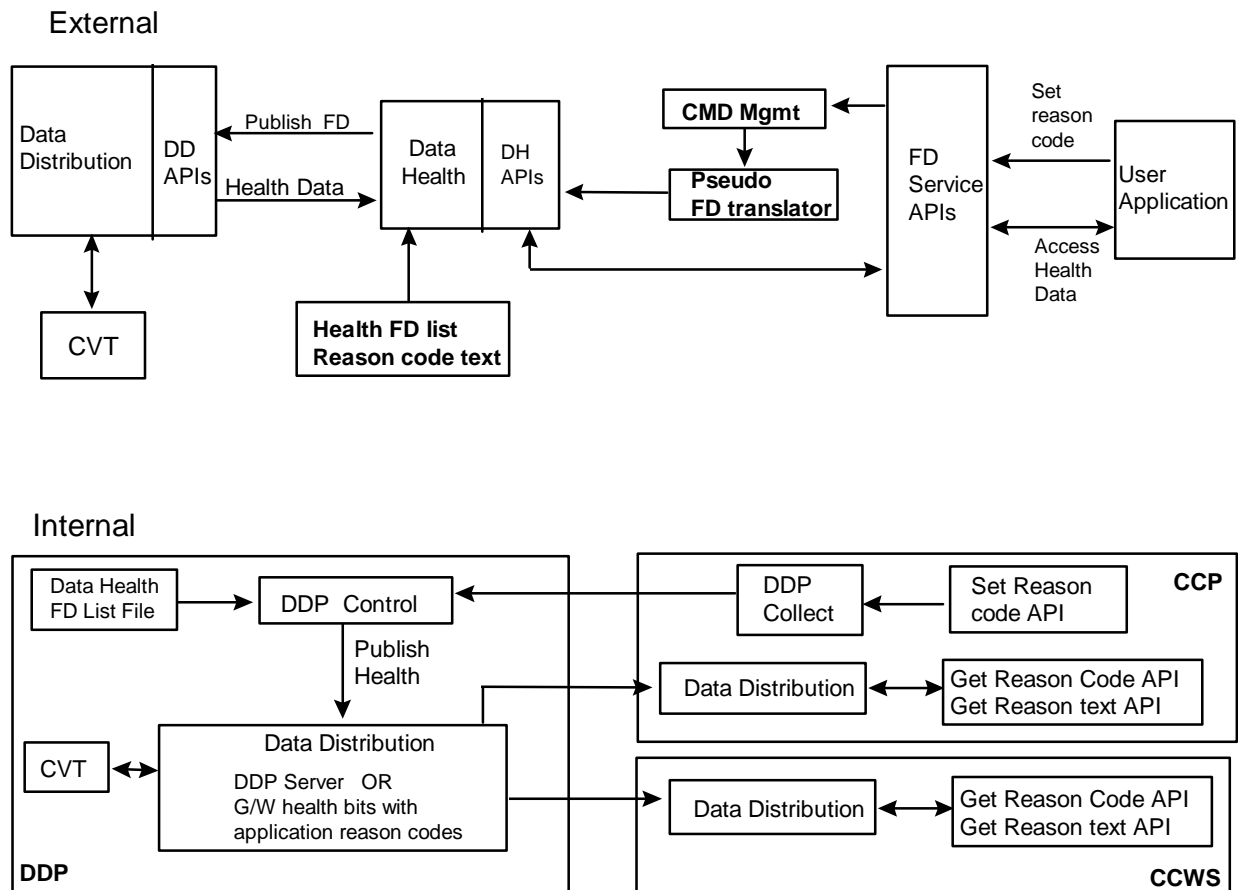 External
Data
Distribution
DD
APIs
Publish FD
Health Data
CVT
Data
Health
DH
APIs
Health FD list
Reason code text
CMD Mgmt
Pseudo
FD translator
FD
Service
APIs
Set
reason
code
Access
Health
Data
User
Application
Internal
Data Health
FD List File
DDP Control
Publish
Health
CVT
Data Distribution
DDP Server OR
G/W health bits with
application reason codes
DDP
DDP
Collect
Set Reason
code API
CCP
Data Distribution
Get Reason Code API
Get Reason text API
Data Distribution
Get Reason Code API
Get Reason text API
CCWS